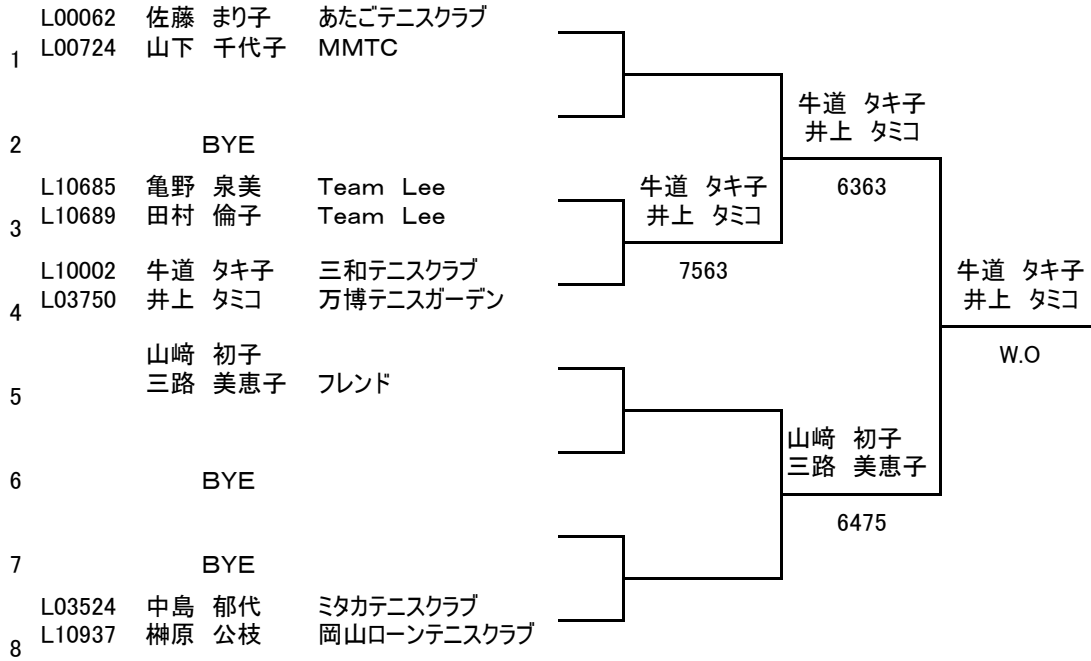 L00062 佐藤 まり子 あたごテニスクラブ
1 L00724 山下 千代子 MMTC
牛道 タキ子
井上 タミコ
2 BYE
L10685 亀野 泉美 Team Lee 牛道 タキ子 6363
3 L10689 田村 倫子 Team Lee 井上 タミコ
L10002 牛道 タキ子 三和テニスクラブ 7563 牛道 タキ子
4 L03750 井上 タミコ 万博テニスガーデン 井上 タミコ
山﨑 初子 W.O
5 三路 美恵子 フレンド
山﨑 初子
三路 美恵子
6 BYE
6475
7 BYE
L03524 中島 郁代 ミタカテニスクラブ
8 L10937 榊原 公枝 岡山ローンテニスクラブ